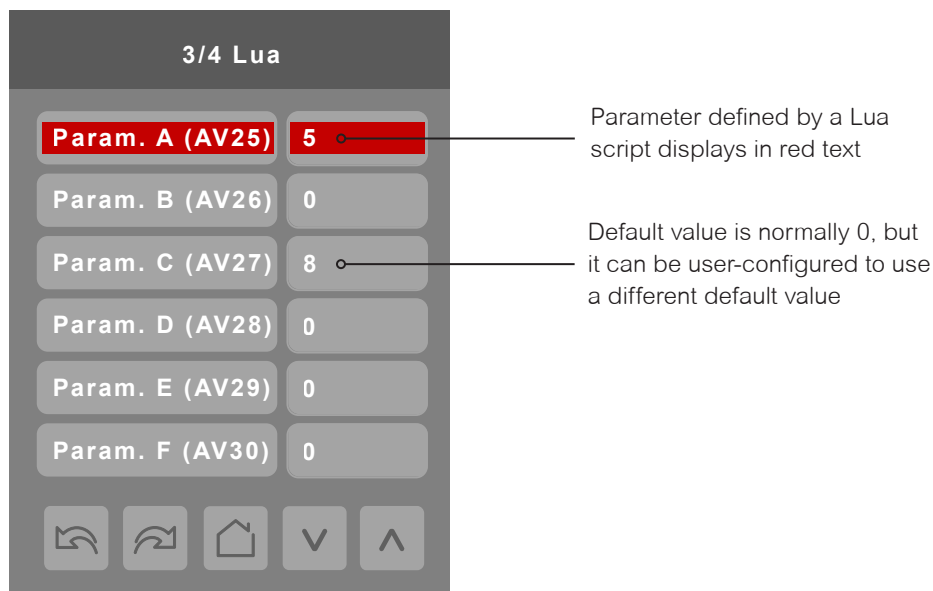 3/4 Lua
Param. A (AV25) 5
Parameter defined by a Lua
script displays in red text
Param. B (AV26) 0
Param. C (AV27) 8
Default value is normally 0, but
it can be user-configured to use
a different default value
Param. D (AV28) 0
Param. E (AV29) 0
Param. F (AV30) 0